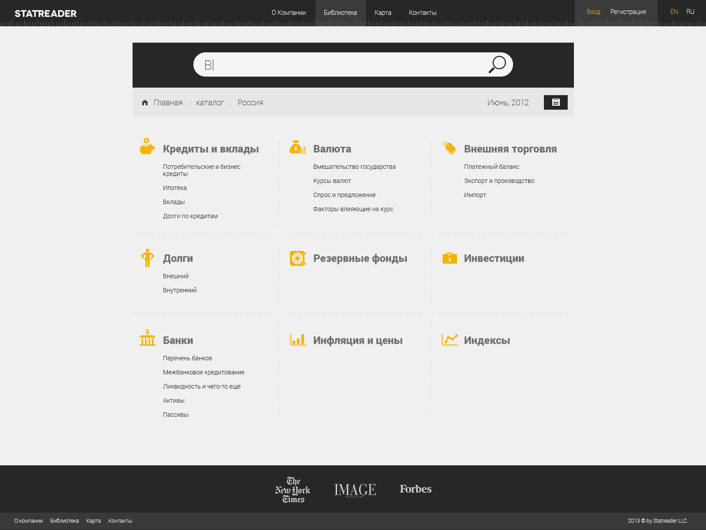 STATREADER
О Компании Библиотека Карта Контакты
Вход Регистрация
EN RU
В
Главная каталог Россия
Июнь, 2012
Кредиты и вклады
Потребительские и бизнес
кредиты
Ипотека
Вклады
Долги по кредитам
Валюта
Вмешательство государства
Курсы валют
Спрос и предложение
Факторы влияющие на курс
Внешняя торговля
Платежный баланс
Экспорт и производство
Импорт
Долги
Внешний
Внутренний
Резервные фонды
Инвестиции
Банки
Перечень банков
Межбанковое кредитование
Ликвидность и чего-то еще
Активы
Пассивы
Инфляция и цены
Индексы
The
New York
Times
IMAGE
Forbes
О компании Библиотека Карта Контакты
2013 © by Statreader LLC